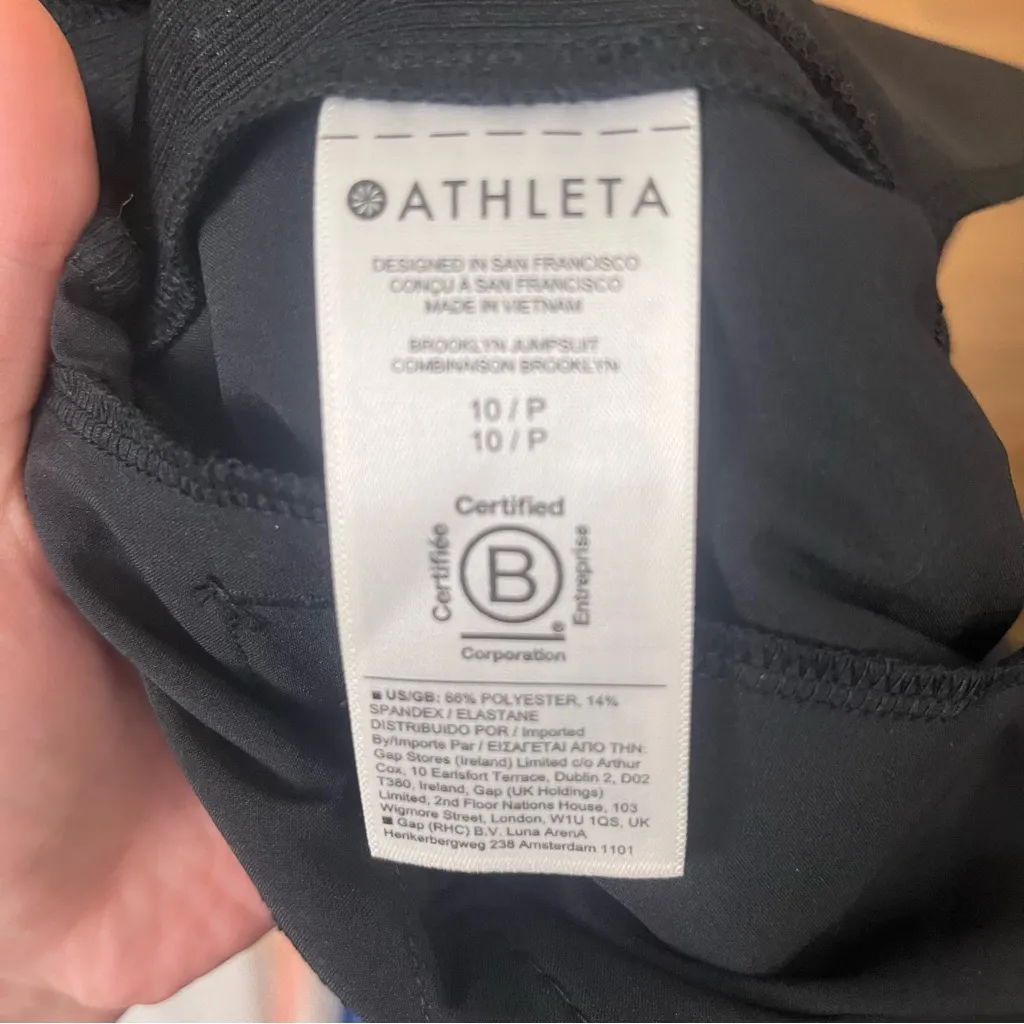 ATHLETA
DESIGNED IN SAN FRANCISCO
CONÇU À SAN FRANCISCO
MADE IN VIETNAM
BROOKLYN JUMPSUIT
COMBINAISON BROOKLYN
10 / P
10 / P
Certified
Certifiée
B
Entreprise
®
Corporation
US/GB: 86% POLYESTER, 14%
SPANDEX / ELASTANE
DISTRIBUIDO POR / Imported
By/Importe Par / ΕΙΣΑΓΕΤΑΙ ΑΠΟ ΤΗΝ:
Gap Stores (Ireland) Limited c/o Arthur
Cox, 10 Earlsfort Terrace, Dublin 2, D02
T380, Ireland, Gap (UK Holdings)
Limited, 2nd Floor Nations House, 103
Wigmore Street, London, W1U 1QS, UK
Gap (RHC) B.V. Luna ArenA
Herikerbergweg 238 Amsterdam 1101